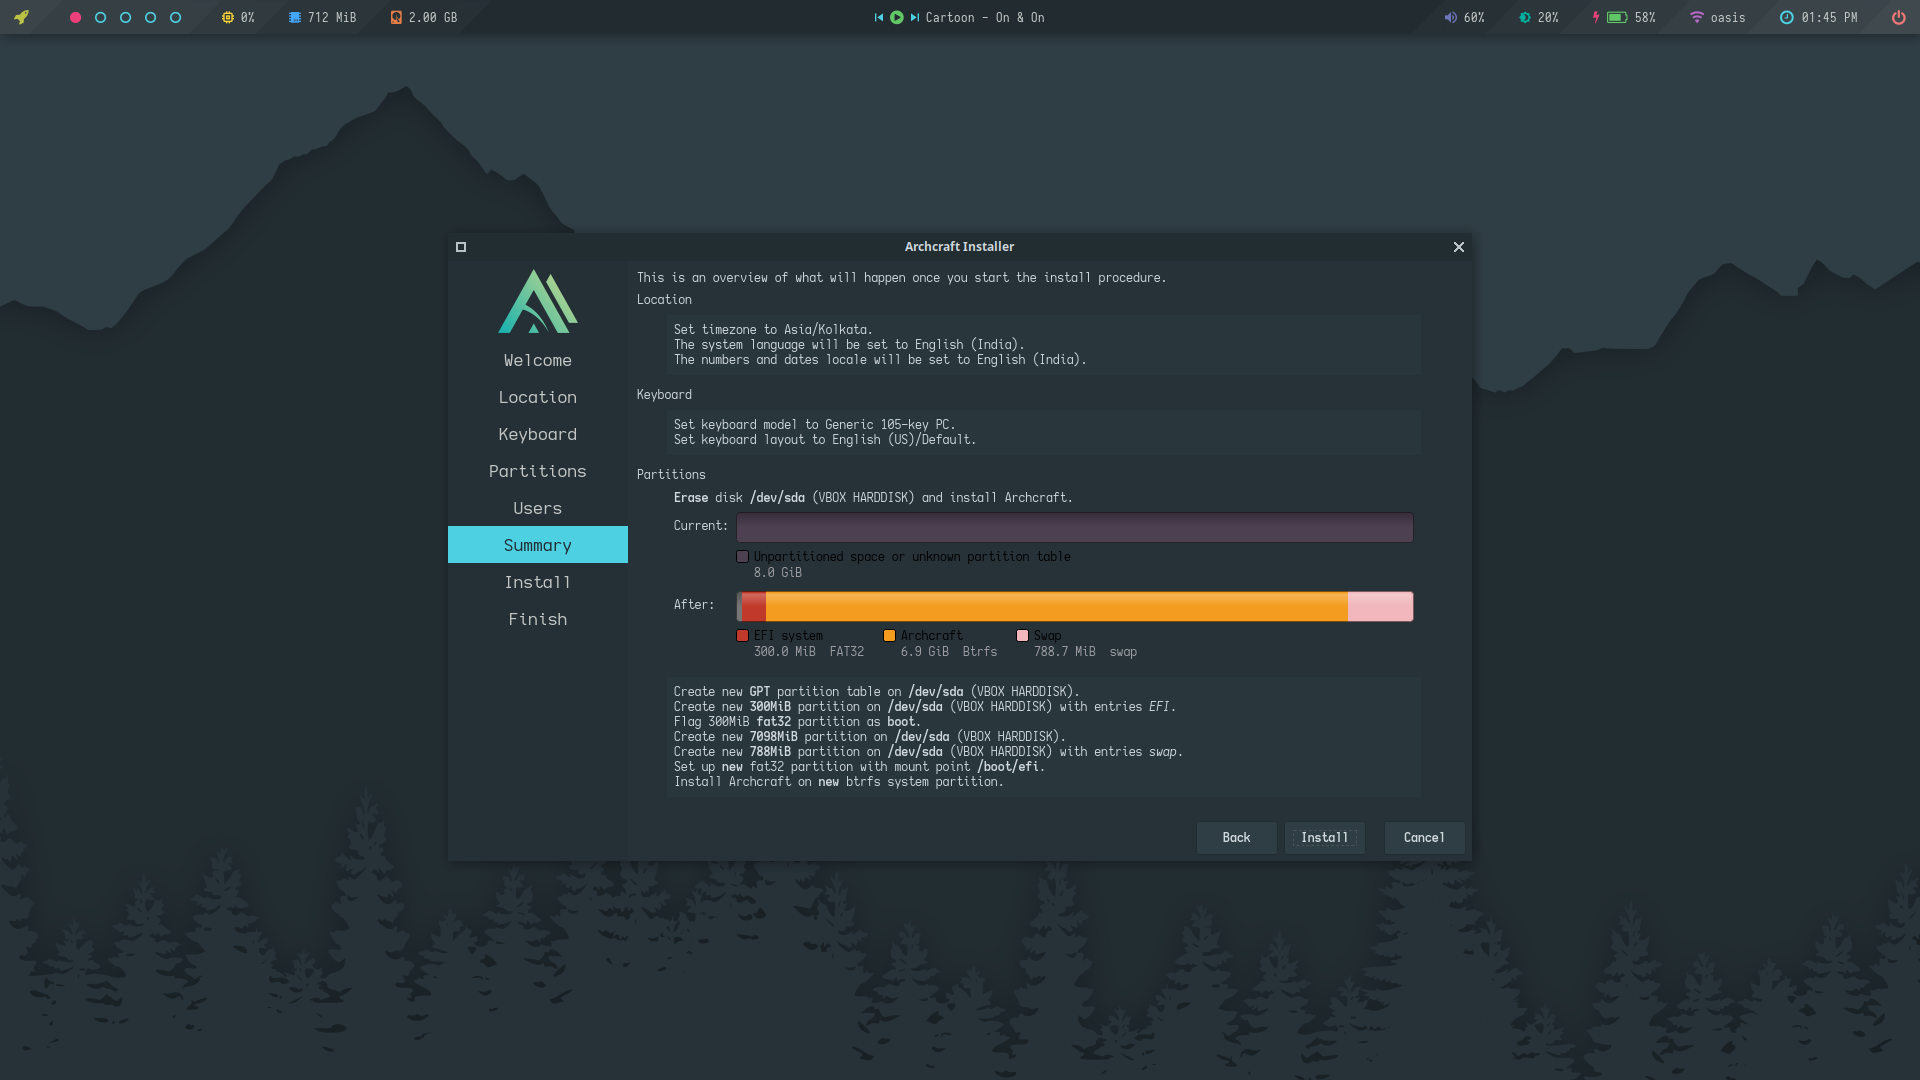 0% 712 MiB 2.00 GB Cartoon - On & On 60% 20% 58% oasis 01:45 PM
Archcraft Installer
Welcome
Location
Keyboard
Partitions
Users
Summary
Install
Finish
This is an overview of what will happen once you start the install procedure.
Location
Set timezone to Asia/Kolkata.
The system language will be set to English (India).
The numbers and dates locale will be set to English (India).
Keyboard
Set keyboard model to Generic 105-key PC.
Set keyboard layout to English (US)/Default.
Partitions
Erase disk /dev/sda (VBOX HARDDISK) and install Archcraft.
Current:
Unpartitioned space or unknown partition table
8.0 GiB
After:
EFI system Archcraft Swap
300.0 MiB FAT32 6.9 GiB Btrfs 788.7 MiB swap
Create new GPT partition table on /dev/sda (VBOX HARDDISK).
Create new 300MiB partition on /dev/sda (VBOX HARDDISK) with entries EFI.
Flag 300MiB fat32 partition as boot.
Create new 7098MiB partition on /dev/sda (VBOX HARDDISK).
Create new 788MiB partition on /dev/sda (VBOX HARDDISK) with entries swap.
Set up new fat32 partition with mount point /boot/efi.
Install Archcraft on new btrfs system partition.
Back Install Cancel